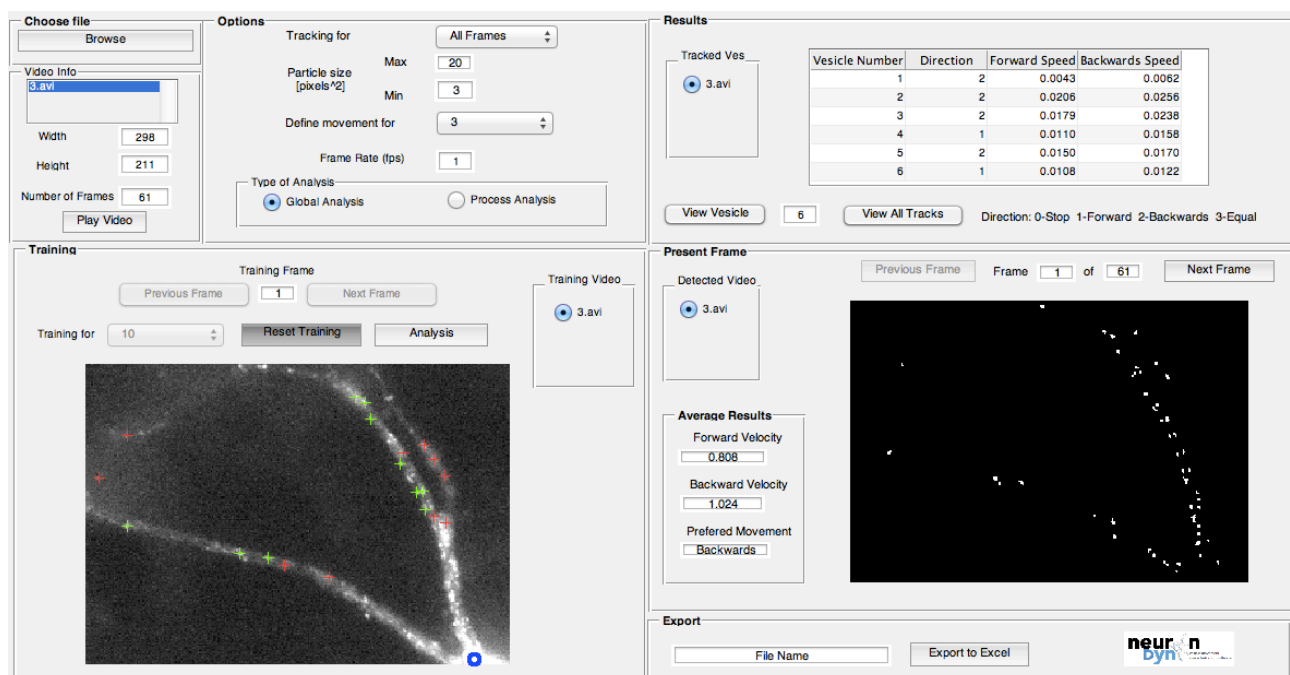 Choose file
Browse
Video Info
3.avi
Width 298
Height 211
Number of Frames 61
Play Video
Options
Tracking for All Frames
Particle size
[pixels^2]
Max 20
Min 3
Define movement for 3
Frame Rate (fps) 1
Type of Analysis
Global Analysis Process Analysis
Results
Tracked Ves
3.avi
Vesicle Number Direction Forward Speed Backwards Speed
1 2 0.0043 0.0062
2 2 0.0206 0.0256
3 2 0.0179 0.0238
4 1 0.0110 0.0158
5 2 0.0150 0.0170
6 1 0.0108 0.0122
View Vesicle 6 View All Tracks Direction: 0-Stop 1-Forward 2-Backwards 3-Equal
Training
Training Frame
Previous Frame 1 Next Frame
Training for 10 Reset Training Analysis
Training Video
3.avi
Present Frame
Previous Frame Frame 1 of 61 Next Frame
Detected Video
3.avi
Average Results
Forward Velocity
0.808
Backward Velocity
1.024
Prefered Movement
Backwards
Export
File Name Export to Excel
neur n
dyn